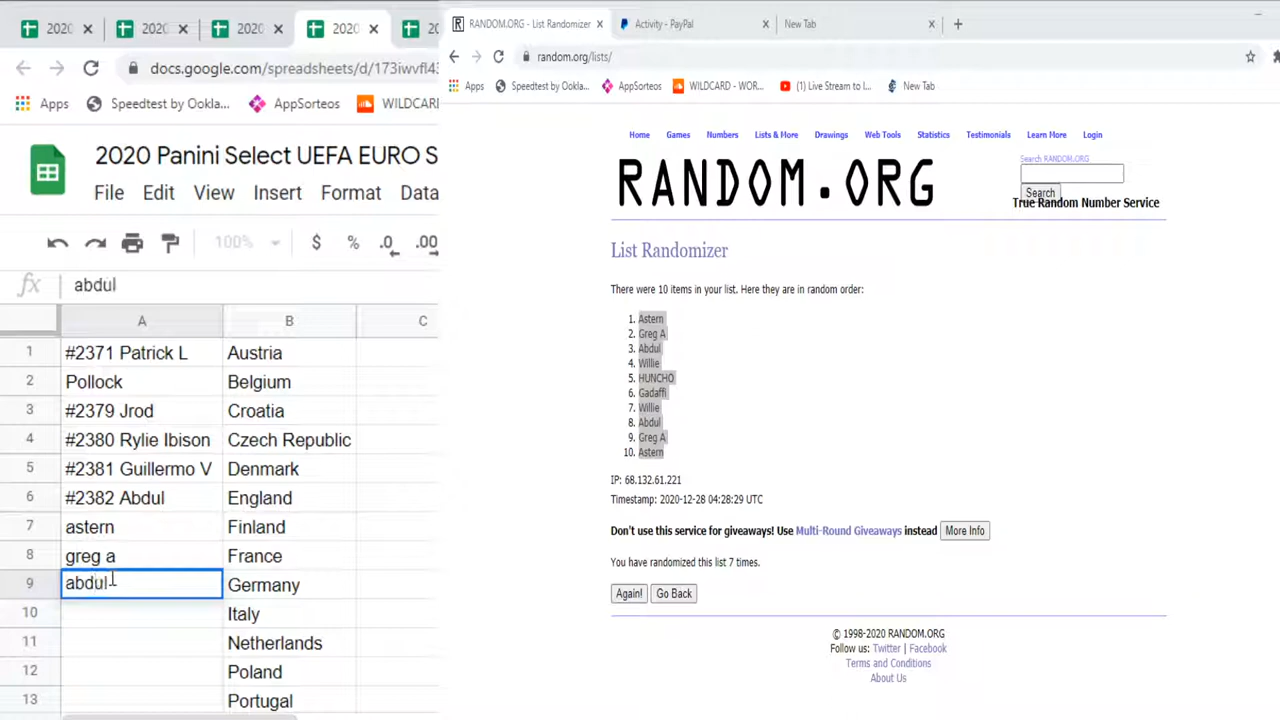 2020
2020
2020
2020
docs.google.com/spreadsheets/d/173iwvfl43
Apps Speedtest by Ookla... AppSorteos WILDCARD
2020 Panini Select UEFA EURO S
File Edit View Insert Format Data
100% $ % .0 .00
fx abdul
A B C
1 #2371 Patrick L Austria
2 Pollock Belgium
3 #2379 Jrod Croatia
4 #2380 Rylie Ibison Czech Republic
5 #2381 Guillermo V Denmark
6 #2382 Abdul England
7 astern Finland
8 greg a France
9 abdul Germany
10 Italy
11 Netherlands
12 Poland
13 Portugal
RANDOM.ORG - List Randomizer
Activity - PayPal
New Tab
random.org/lists/
Apps Speedtest by Ookla... AppSorteos WILDCARD - WOR... (1) Live Stream to I... New Tab
Home Games Numbers Lists & More Drawings Web Tools Statistics Testimonials Learn More Login
RANDOM.ORG
Search RANDOM.ORG
Search
True Random Number Service
List Randomizer
There were 10 items in your list. Here they are in random order:
1. Astern
2. Greg A
3. Abdul
4. Willie
5. HUNCHO
6. Gadaffi
7. Willie
8. Abdul
9. Greg A
10. Astern
IP: 68.132.61.221
Timestamp: 2020-12-28 04:28:29 UTC
Don't use this service for giveaways! Use Multi-Round Giveaways instead More Info
You have randomized this list 7 times.
Again! Go Back
© 1998-2020 RANDOM.ORG
Follow us: Twitter | Facebook
Terms and Conditions
About Us